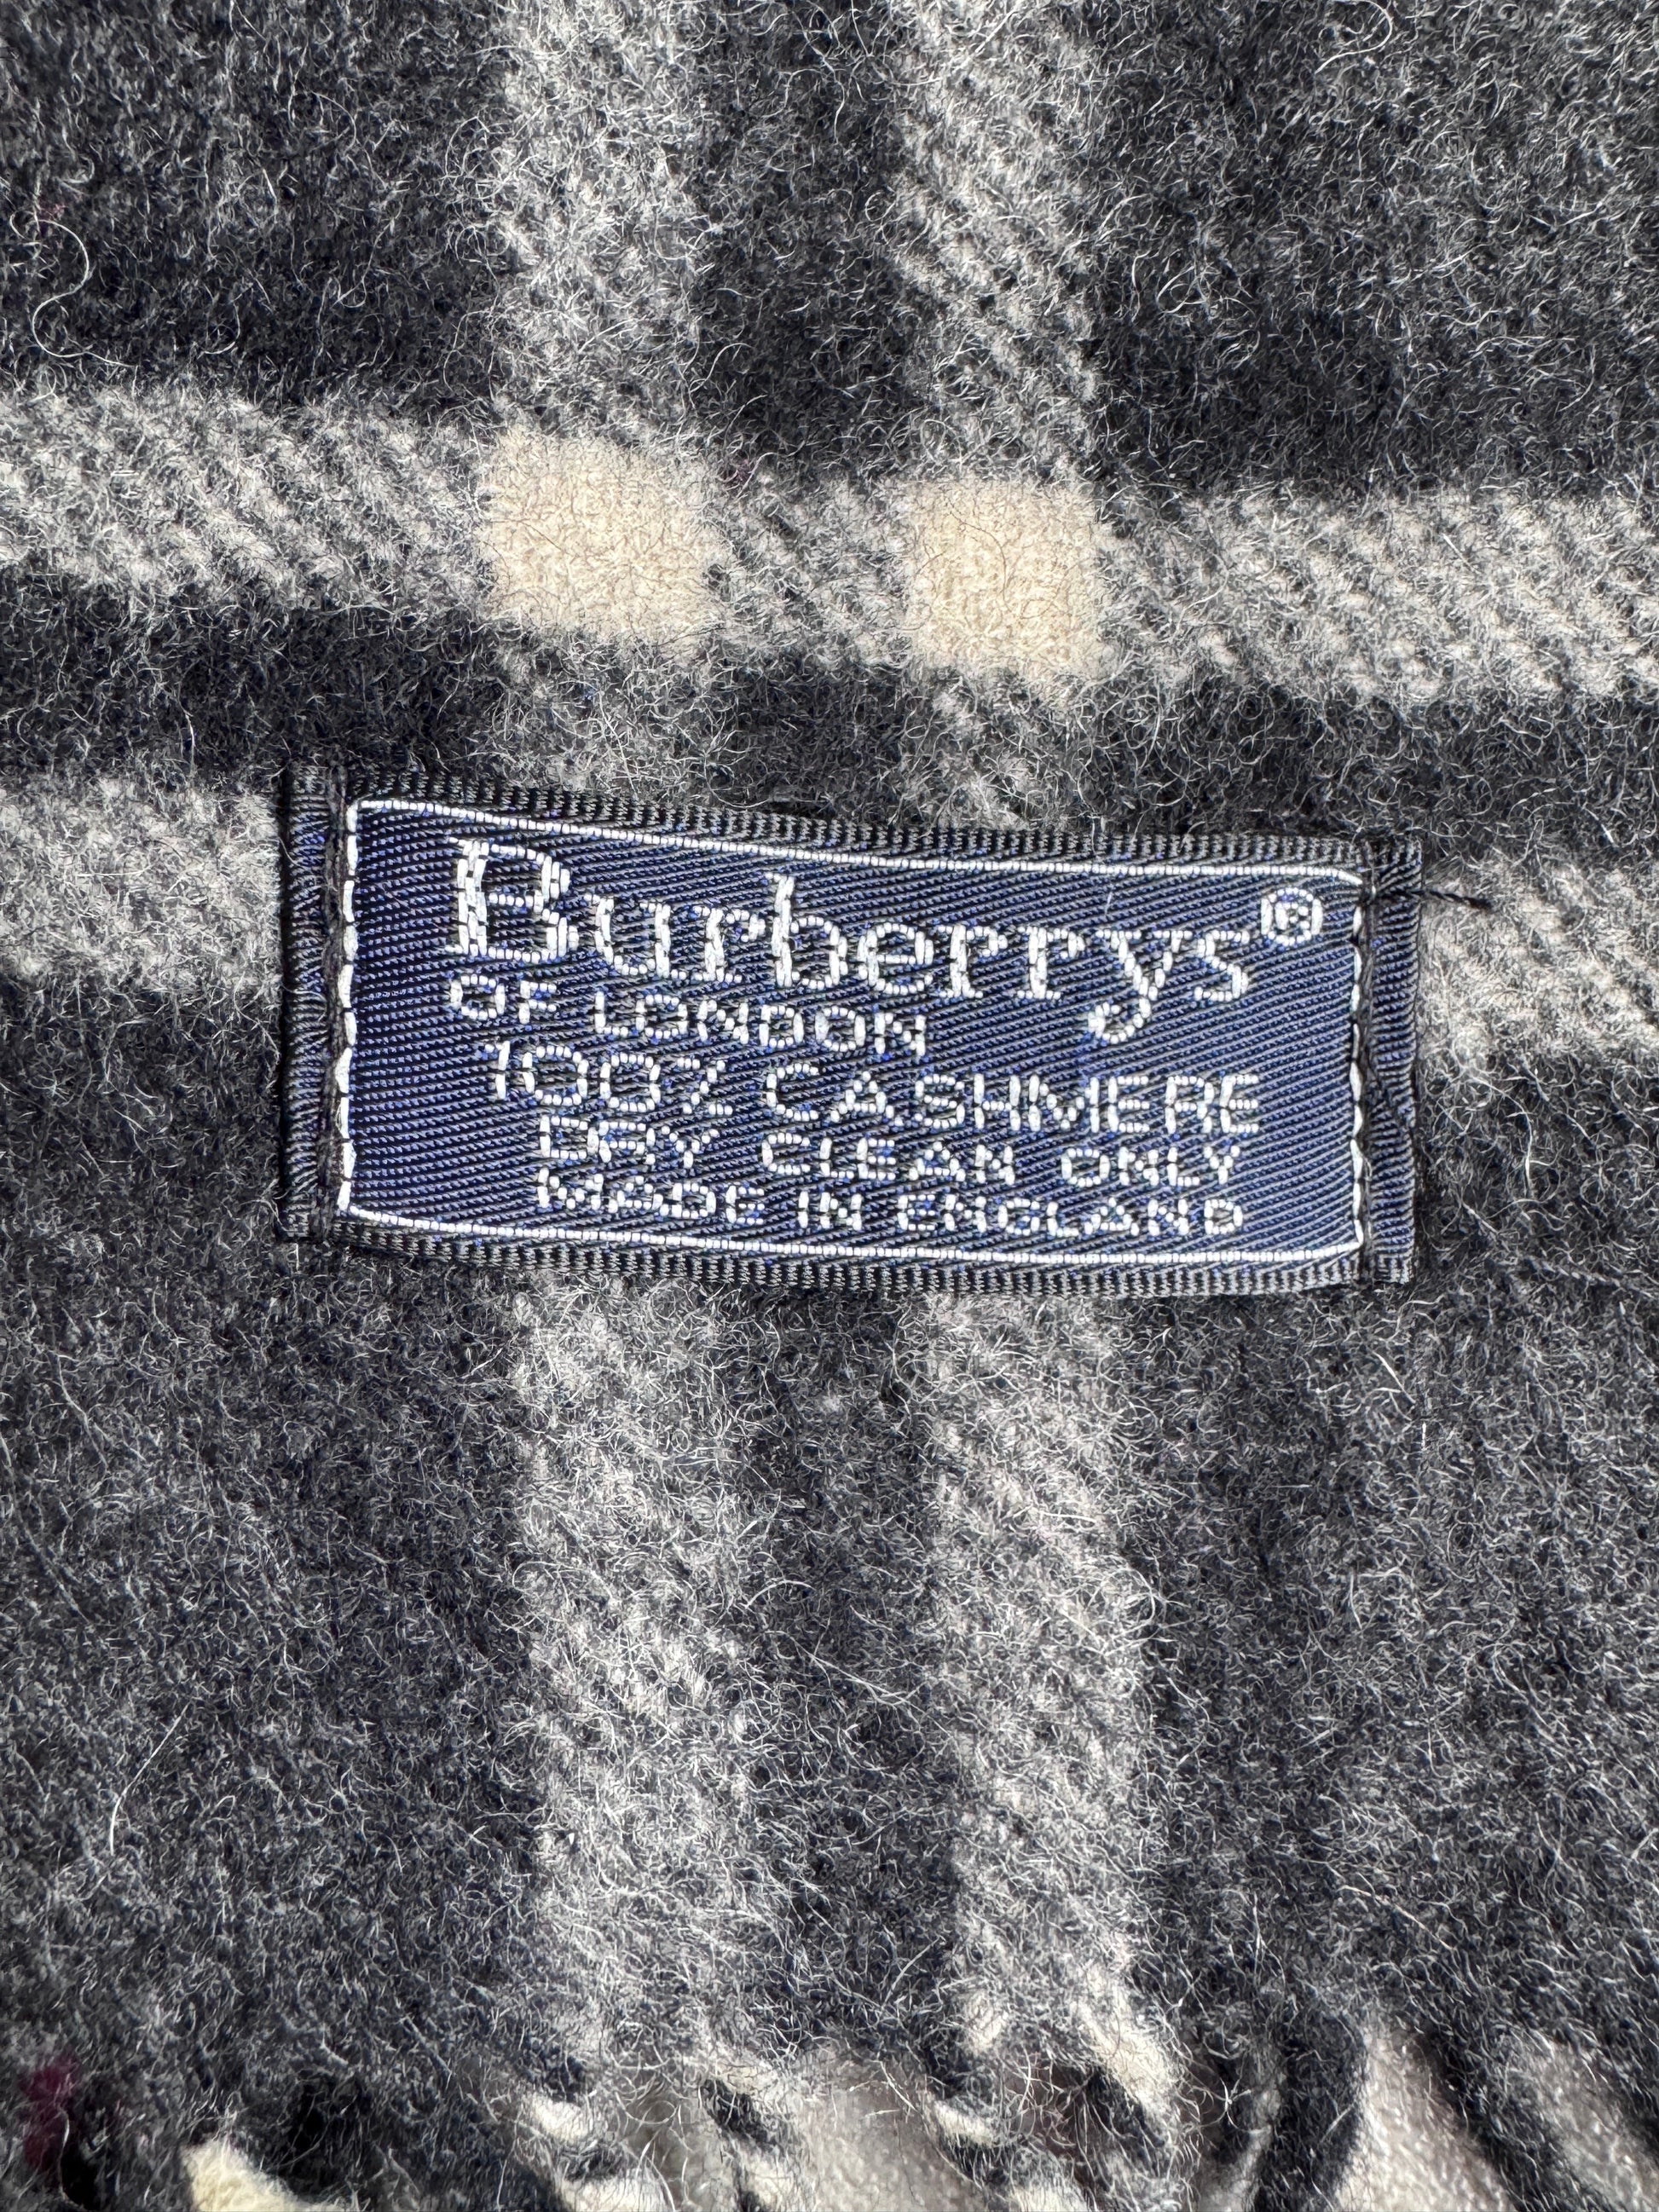 Burberrys®
OF LONDON
100% CASHMERE
DRY CLEAN ONLY
MADE IN ENGLAND